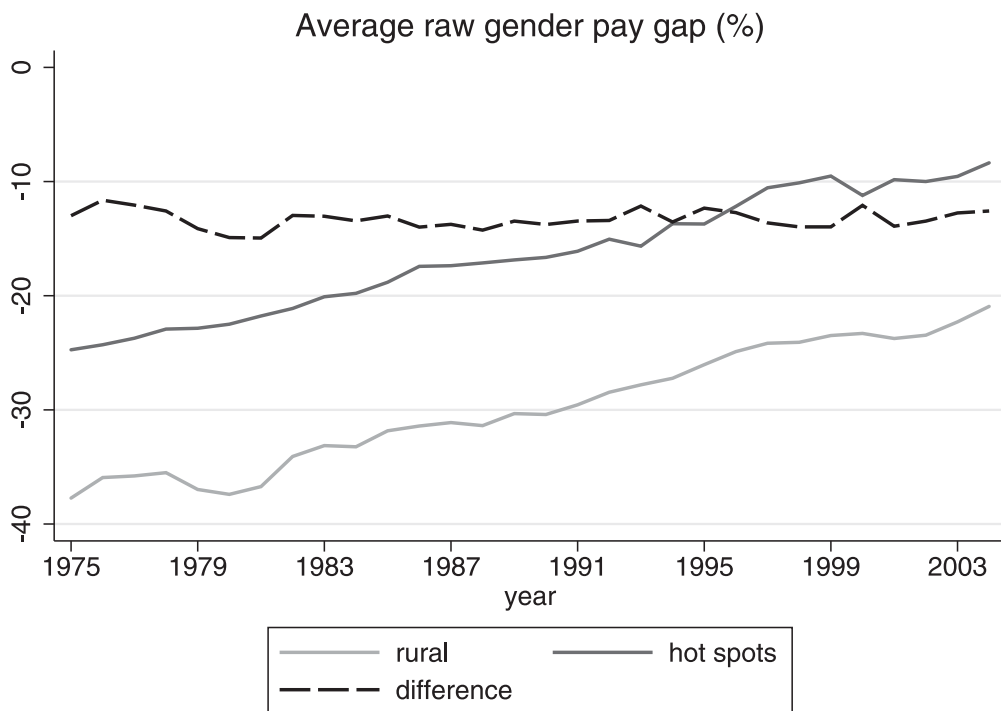 Average raw gender pay gap (%)
0
-10
-20
-30
-40
1975 1979 1983 1987 1991 1995 1999 2003
year
rural hot spots
difference